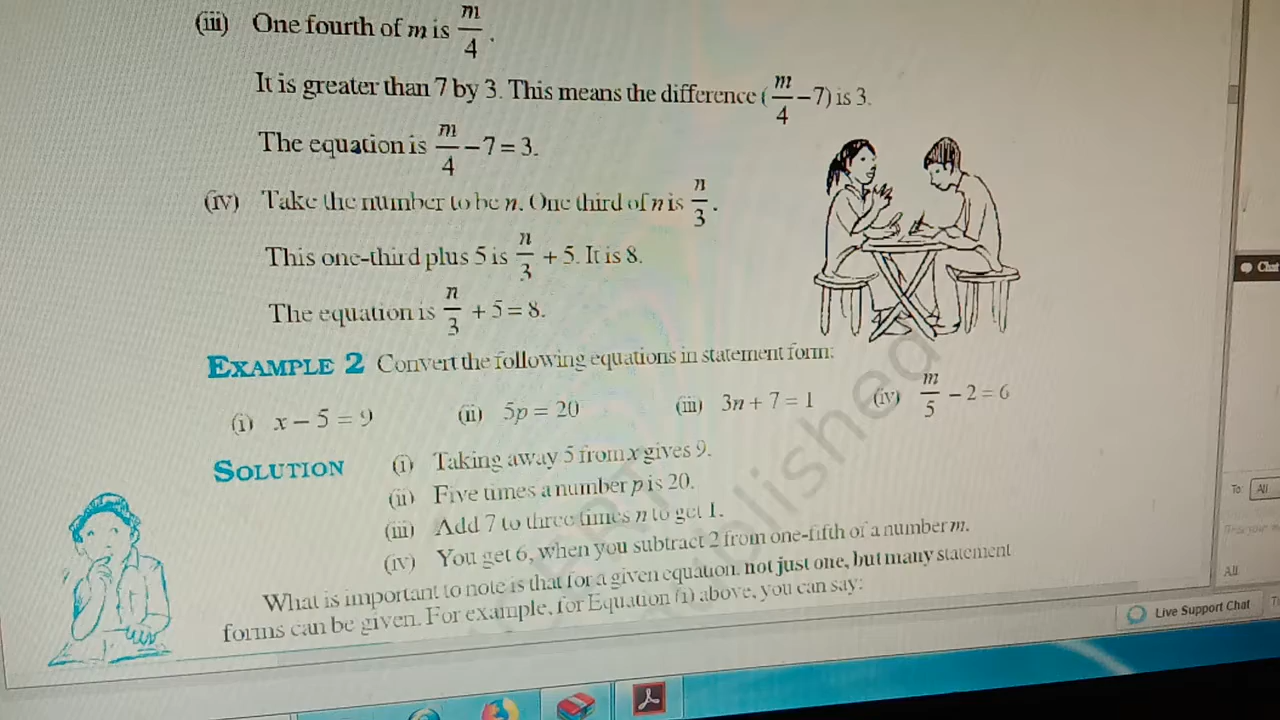 (iii) One fourth of m is m/4.
It is greater than 7 by 3. This means the difference (m/4 – 7) is 3.
The equation is m/4 – 7 = 3.
(iv) Take the number to be n. One third of n is n/3.
This one-third plus 5 is n/3 + 5. It is 8.
The equation is n/3 + 5 = 8.
EXAMPLE 2 Convert the following equations in statement form:
(i) x – 5 = 9 (ii) 5p = 20 (iii) 3n + 7 = 1 (iv) m/5 – 2 = 6
SOLUTION (i) Taking away 5 from x gives 9.
(ii) Five times a number p is 20.
(iii) Add 7 to three times n to get 1.
(iv) You get 6, when you subtract 2 from one-fifth of a number m.
What is important to note is that for a given equation, not just one, but many statement
forms can be given. For example, for Equation (i) above, you can say:
To: All
All
Live Support Chat